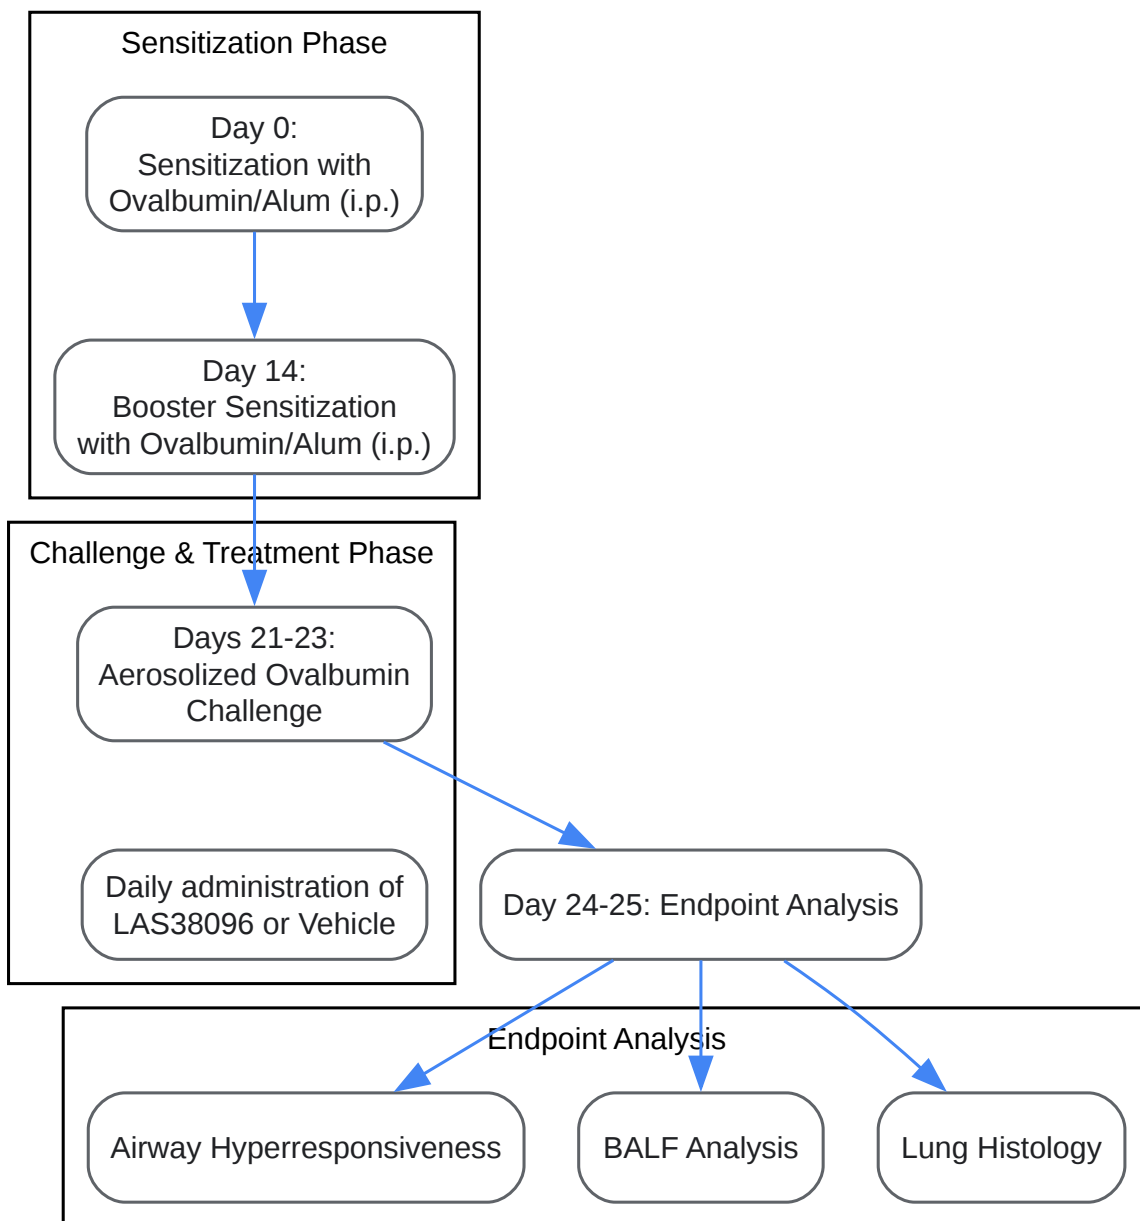 Sensitization Phase
Day 0:
Sensitization with
Ovalbumin/Alum (i.p.)
Day 14:
Booster Sensitization
with Ovalbumin/Alum (i.p.)
Challenge & Treatment Phase
Days 21-23:
Aerosolized Ovalbumin
Challenge
Daily administration of
LAS38096 or Vehicle
Day 24-25: Endpoint Analysis
Endpoint Analysis
Airway Hyperresponsiveness
BALF Analysis
Lung Histology